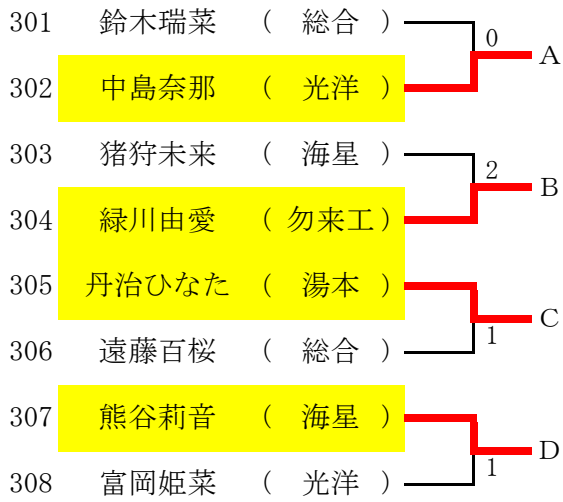 301 鈴木瑞菜 ( 総合 )
0
A
302 中島奈那 ( 光洋 )
303 猪狩未来 ( 海星 )
2
B
304 緑川由愛 ( 勿来工 )
305 丹治ひなた ( 湯本 )
C
1
306 遠藤百桜 ( 総合 )
307 熊谷莉音 ( 海星 )
D
1
308 富岡姫菜 ( 光洋 )